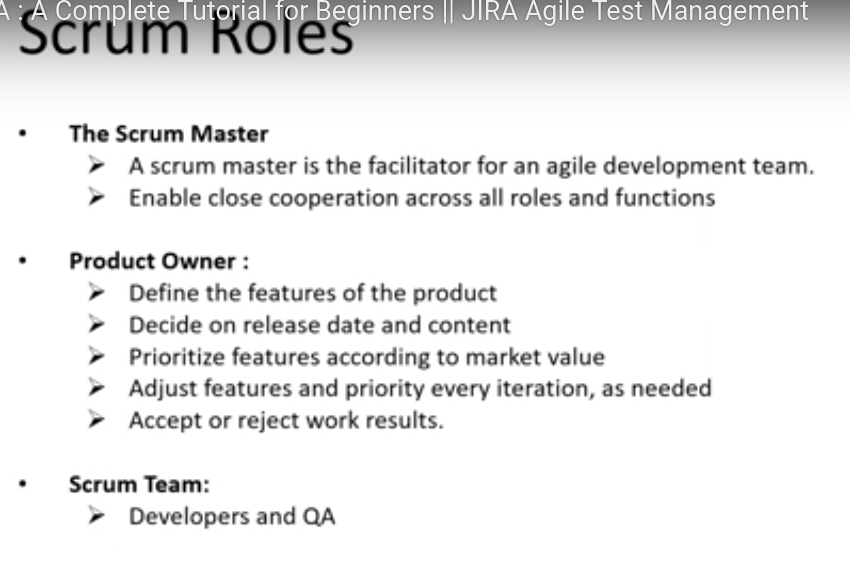 A : A Complete Tutorial for Beginners || JIRA Agile Test Management
Scrum Roles
• The Scrum Master
➢ A scrum master is the facilitator for an agile development team.
➢ Enable close cooperation across all roles and functions
• Product Owner :
➢ Define the features of the product
➢ Decide on release date and content
➢ Prioritize features according to market value
➢ Adjust features and priority every iteration, as needed
➢ Accept or reject work results.
• Scrum Team:
➢ Developers and QA